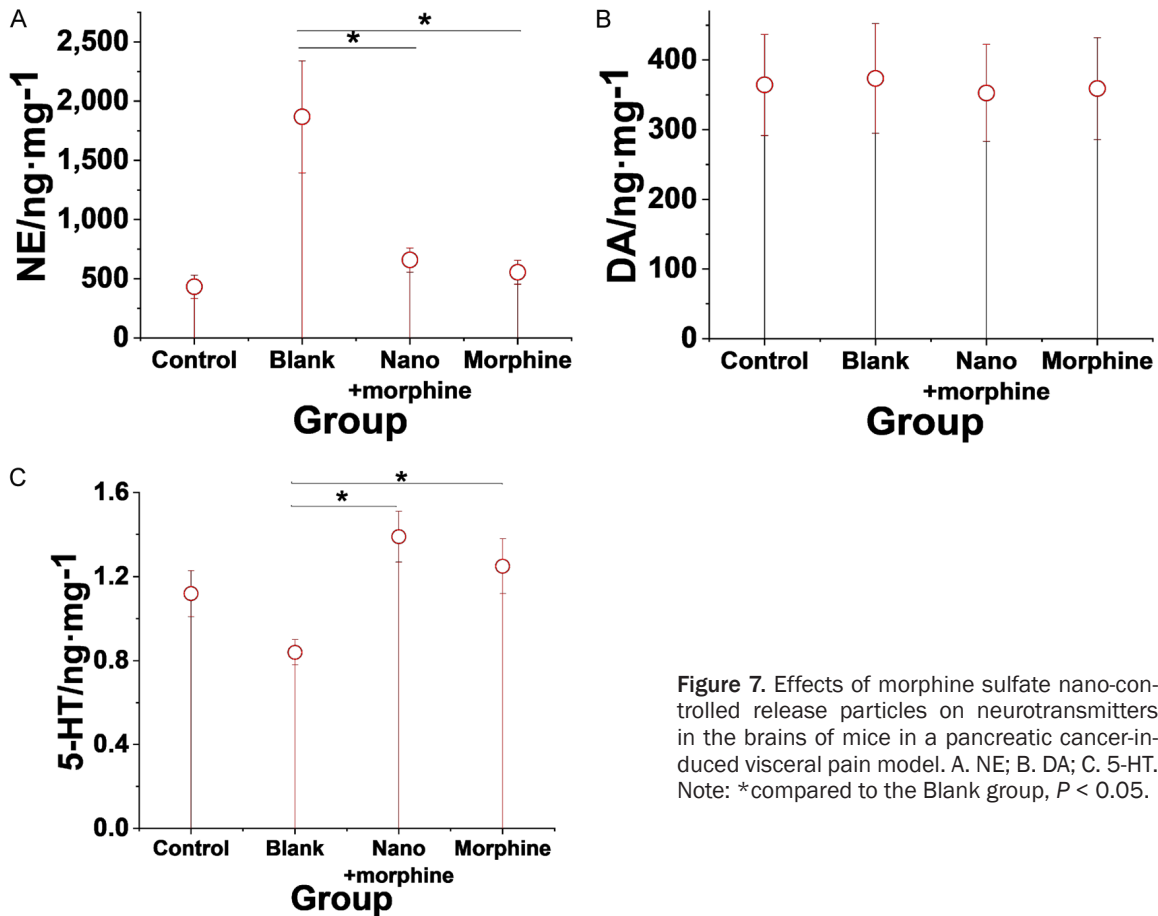 A
NE/ng·mg-1
2,500
2,000
1,500
1,000
500
0
*
*
Control Blank Nano Morphine
+morphine
Group
B
DA/ng·mg-1
400
300
200
100
0
Control Blank Nano Morphine
+morphine
Group
C
5-HT/ng·mg-1
1.6
1.2
0.8
0.4
0.0
*
*
Control Blank Nano Morphine
+morphine
Group
Figure 7. Effects of morphine sulfate nano-con-
trolled release particles on neurotransmitters
in the brains of mice in a pancreatic cancer-in-
duced visceral pain model. A. NE; B. DA; C. 5-HT.
Note: *compared to the Blank group, P < 0.05.